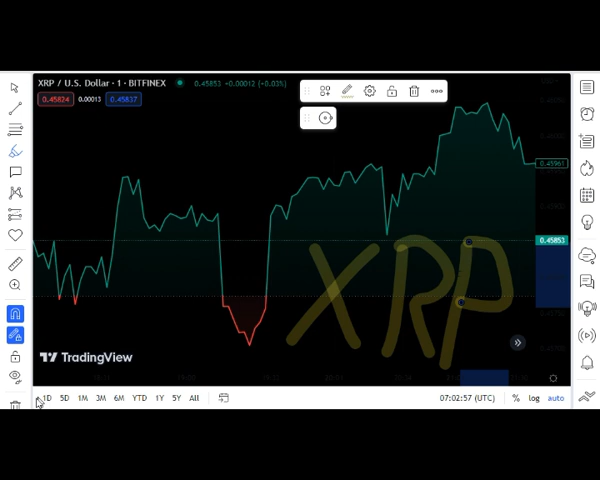 XRP / U.S. Dollar · 1 · BITFINEX 0.45853 −0.00012 (−0.03%)
0.45824 0.00013 0.45837
0.45961
0.45853
XRP
TradingView
1D 5D 1M 3M 6M YTD 1Y 5Y All 07:02:57 (UTC) % log auto